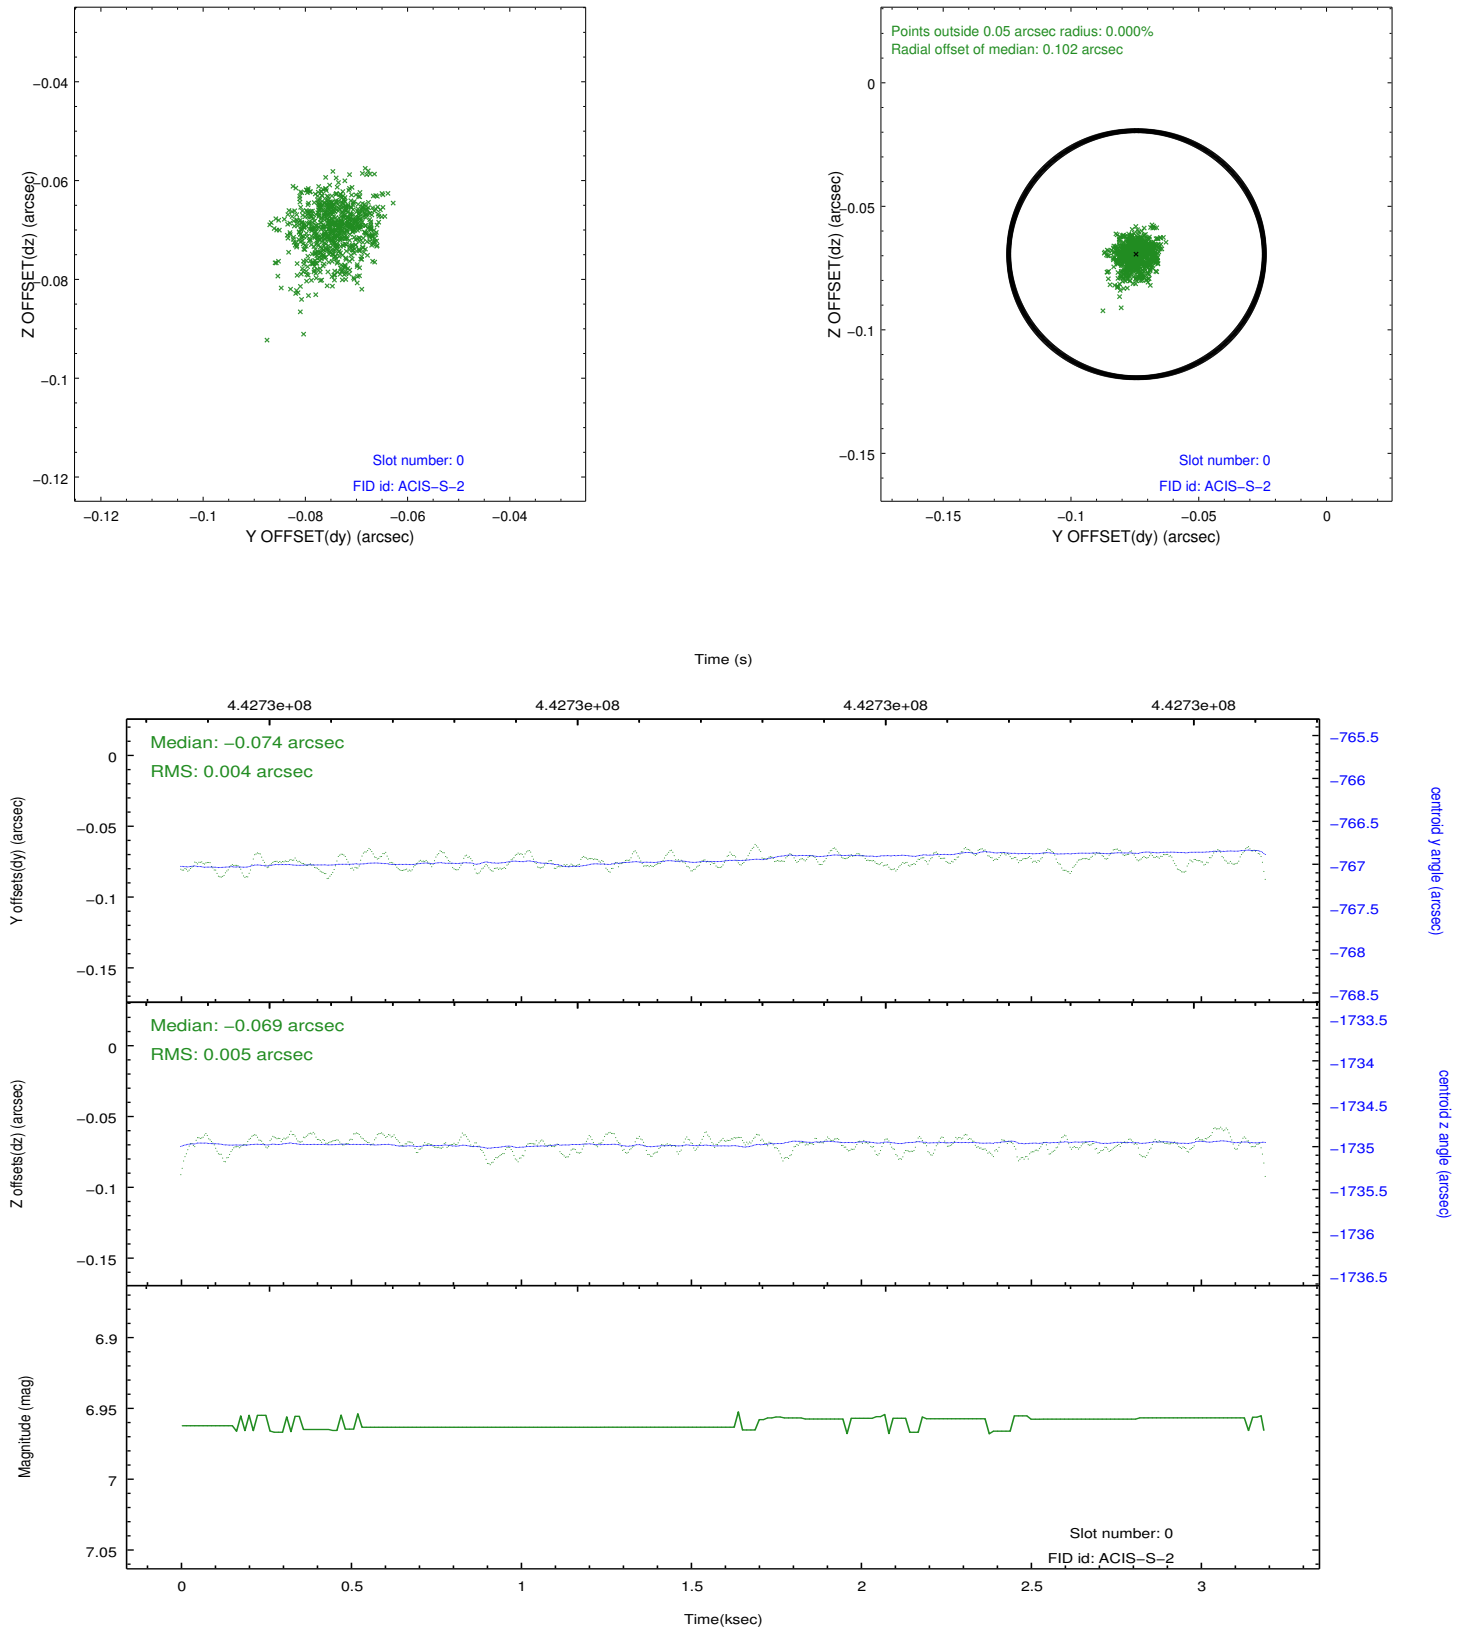 −0.04
−0.06
−0.08
−0.1
−0.12
Z OFFSET(dz) (arcsec)
Slot number: 0
FID id: ACIS−S−2
−0.12
−0.1
−0.08
−0.06
−0.04
Y OFFSET(dy) (arcsec)
Points outside 0.05 arcsec radius: 0.000%
Radial offset of median: 0.102 arcsec
0
−0.05
−0.1
−0.15
Z OFFSET(dz) (arcsec)
Slot number: 0
FID id: ACIS−S−2
−0.15
−0.1
−0.05
0
Y OFFSET(dy) (arcsec)
Time (s)
4.4273e+08
4.4273e+08
4.4273e+08
4.4273e+08
Median: −0.074 arcsec
RMS: 0.004 arcsec
0
−0.05
−0.1
−0.15
Y offsets(dy) (arcsec)
−765.5
−766
−766.5
−767
−767.5
−768
−768.5
centroid y angle (arcsec)
Median: −0.069 arcsec
RMS: 0.005 arcsec
0
−0.05
−0.1
−0.15
Z offsets(dz) (arcsec)
−1733.5
−1734
−1734.5
−1735
−1735.5
−1736
−1736.5
centroid z angle (arcsec)
6.9
6.95
7
7.05
Magnitude (mag)
Slot number: 0
FID id: ACIS−S−2
0
0.5
1
1.5
2
2.5
3
Time(ksec)